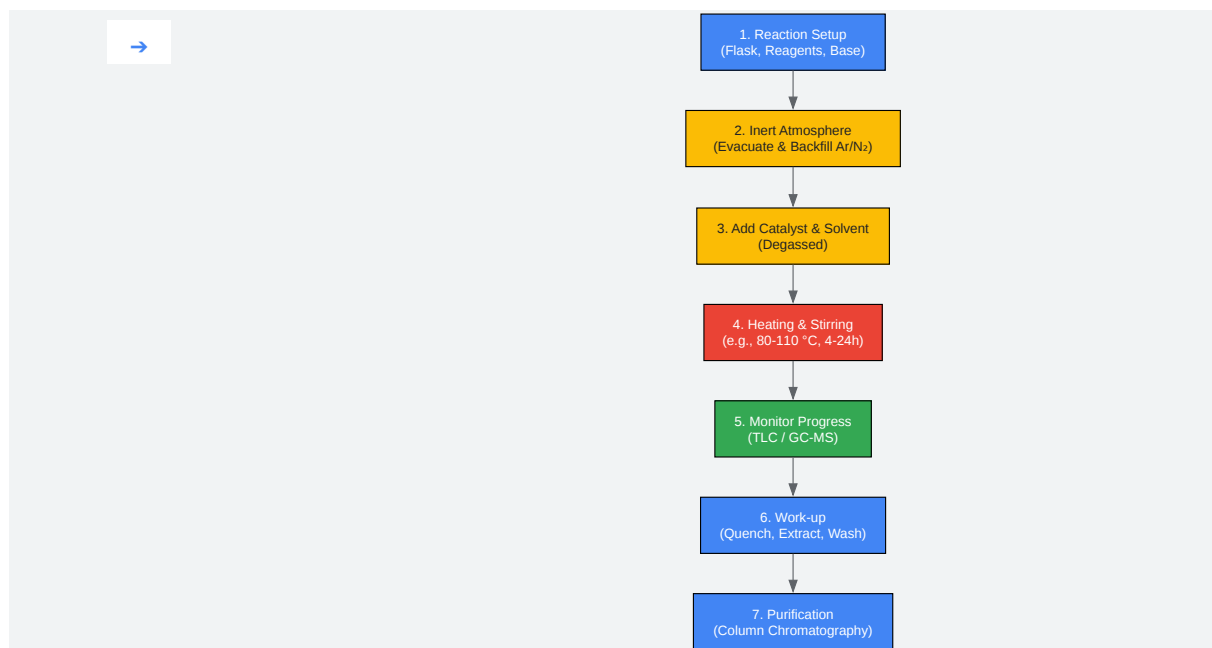 1. Reaction Setup
(Flask, Reagents, Base)
2. Inert Atmosphere
(Evacuate & Backfill Ar/N₂)
3. Add Catalyst & Solvent
(Degassed)
4. Heating & Stirring
(e.g., 80-110 °C, 4-24h)
5. Monitor Progress
(TLC / GC-MS)
6. Work-up
(Quench, Extract, Wash)
7. Purification
(Column Chromatography)